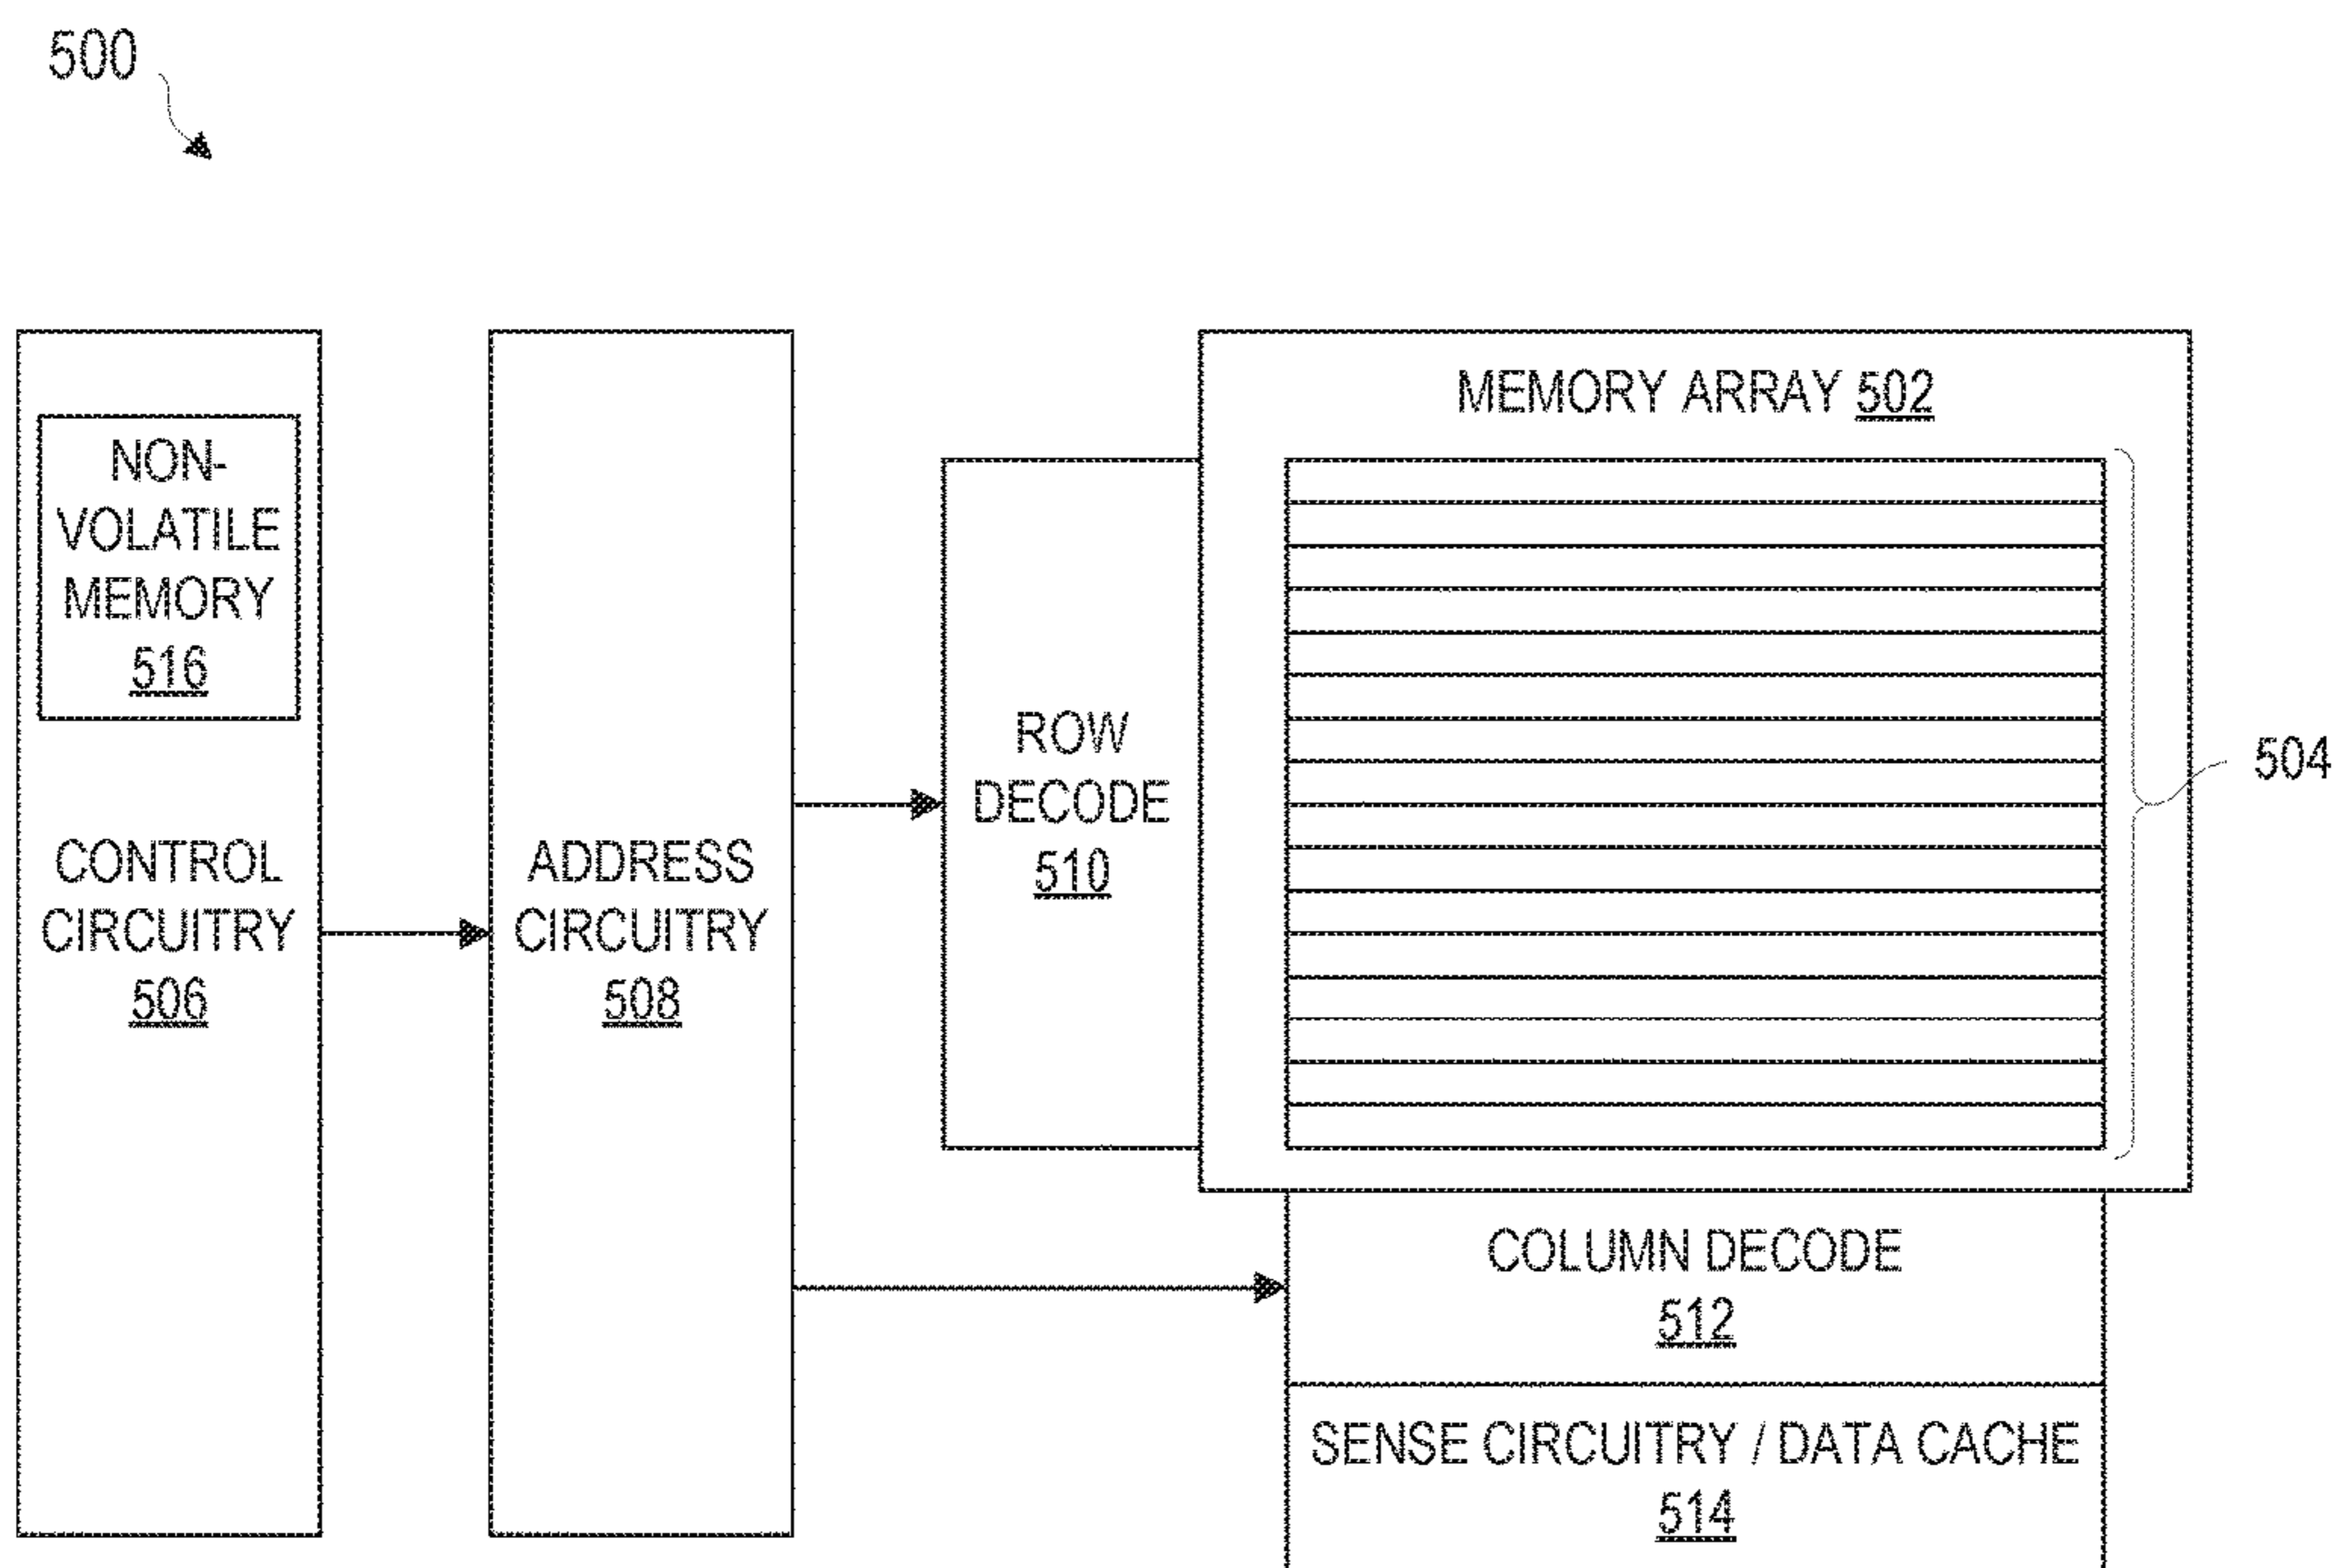 500
NON-
VOLATILE
MEMORY
516
CONTROL
CIRCUITRY
506
ADDRESS
CIRCUITRY
508
ROW
DECODE
510
MEMORY ARRAY 502
504
COLUMN DECODE
512
SENSE CIRCUITRY / DATA CACHE
514